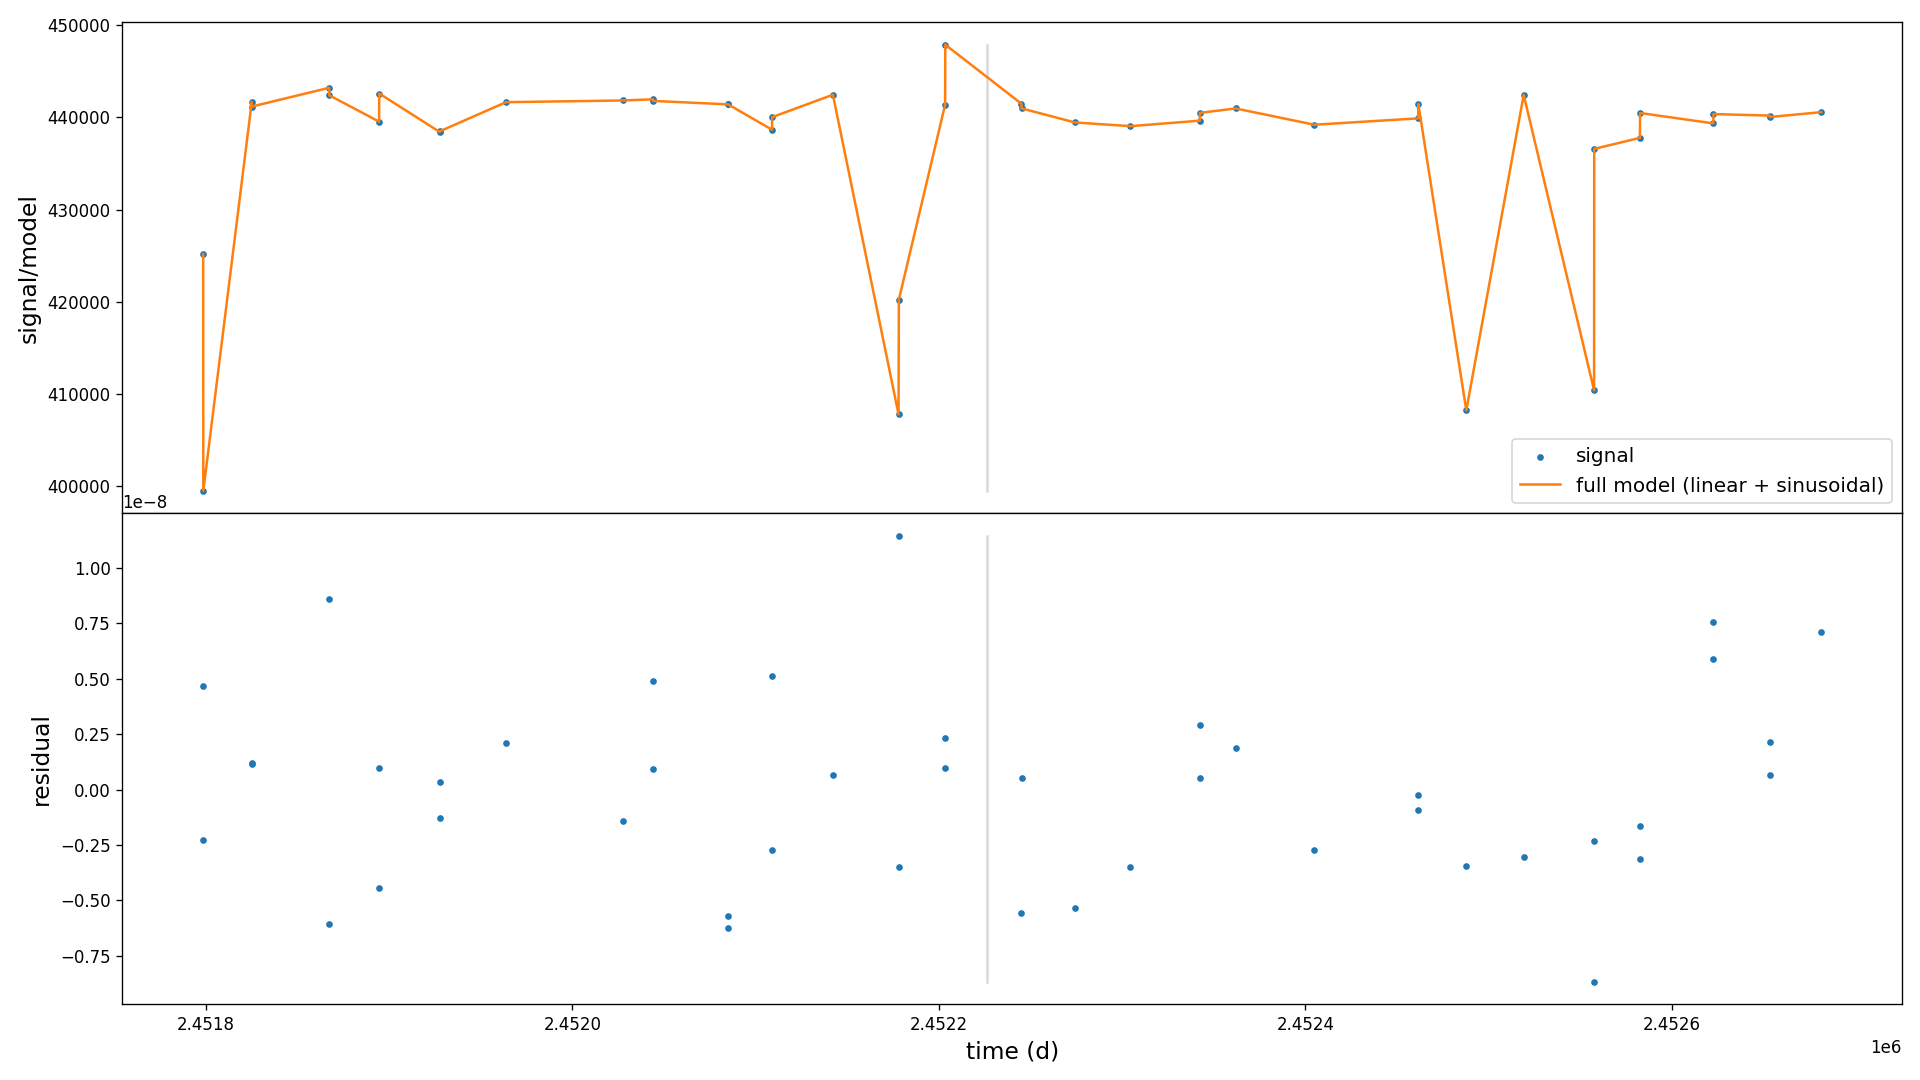 450000
440000
430000
420000
410000
400000
signal/model
signal
full model (linear + sinusoidal)
1e−8
1.00
0.75
0.50
0.25
0.00
−0.25
−0.50
−0.75
residual
2.4518
2.4520
2.4522
2.4524
2.4526
1e6
time (d)